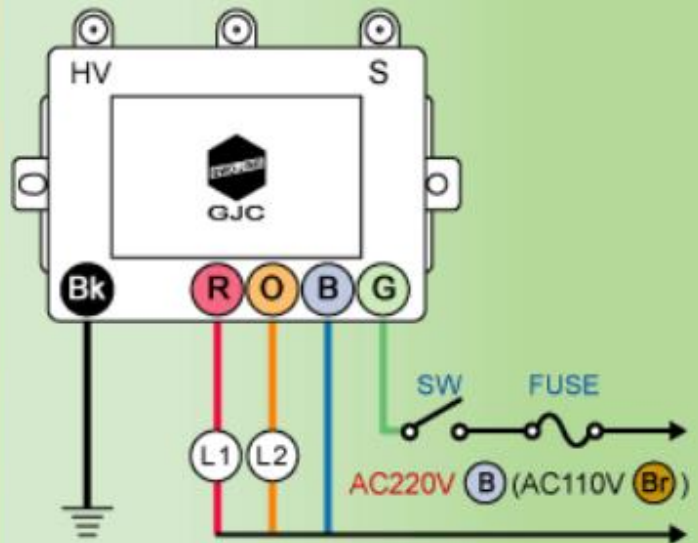 HV S
GJC
Bk R O B G
SW FUSE
L1 L2
AC220V B (AC110V Br)